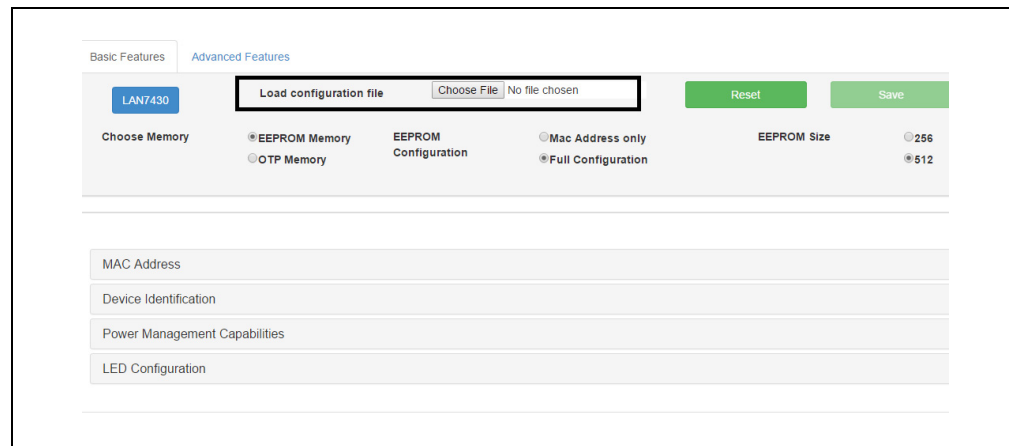 Basic Features Advanced Features
LAN7430 Load configuration file Choose File No file chosen Reset Save
Choose Memory EEPROM Memory EEPROM Mac Address only EEPROM Size 256
OTP Memory Configuration Full Configuration 512
MAC Address
Device Identification
Power Management Capabilities
LED Configuration